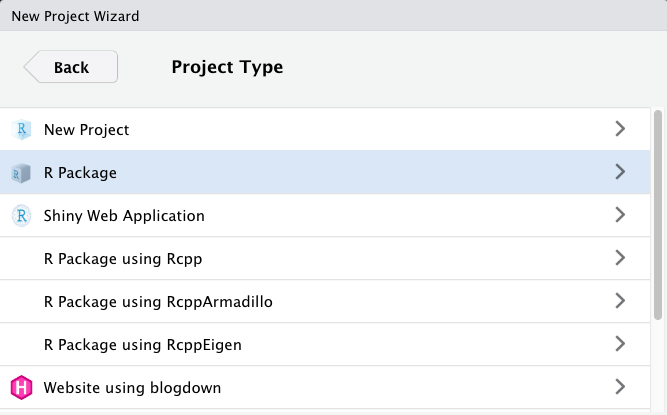 New Project Wizard
Back
Project Type
R New Project
R R Package
R Shiny Web Application
R Package using Rcpp
R Package using RcppArmadillo
R Package using RcppEigen
H Website using blogdown